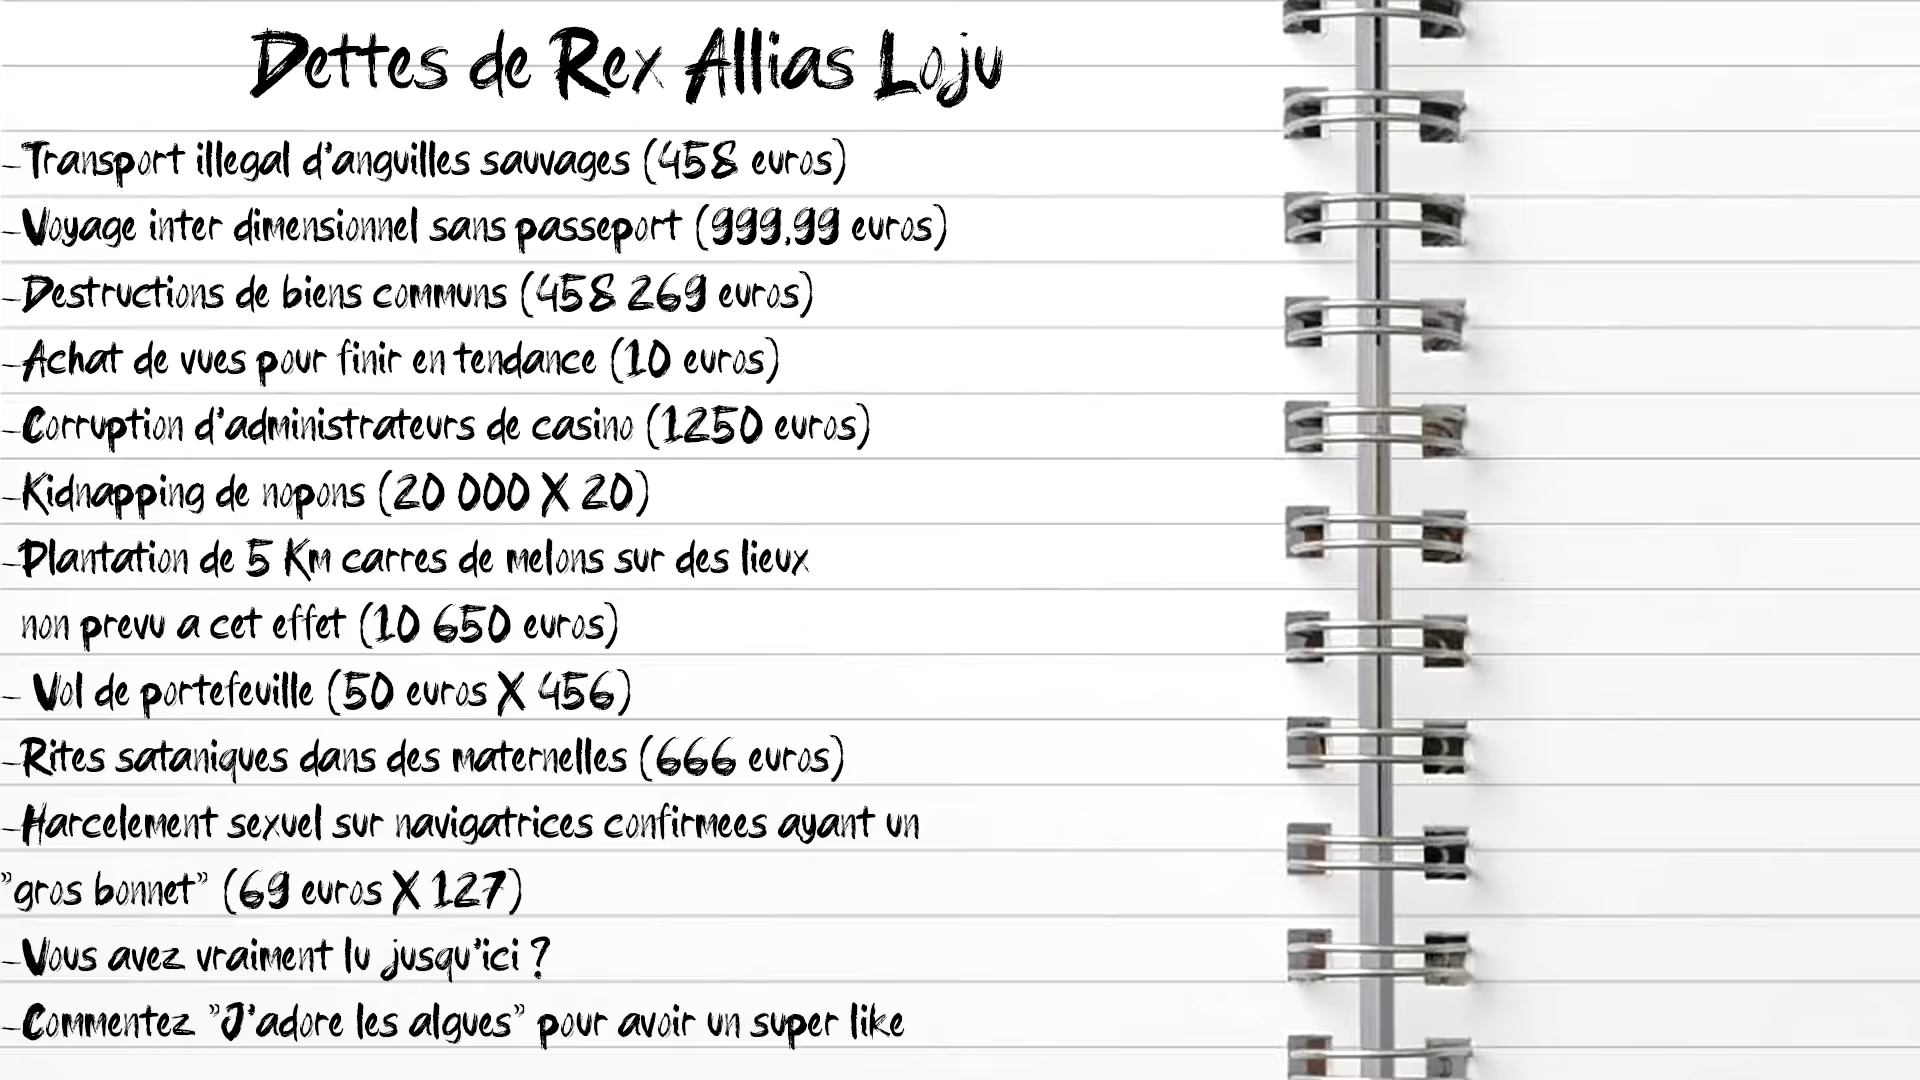 Dettes de Rex Allias Loju
-Transport illegal d'anguilles sauvages (458 euros)
-Voyage inter dimensionnel sans passeport (999,99 euros)
-Destructions de biens communs (458 269 euros)
-Achat de vues pour finir en tendance (10 euros)
-Corruption d'administrateurs de casino (1250 euros)
-Kidnapping de nopons (20 000 X 20)
-Plantation de 5 Km carres de melons sur des lieux
non prevu a cet effet (10 650 euros)
- Vol de portefeuille (50 euros X 456)
-Rites sataniques dans des maternelles (666 euros)
-Harcelement sexuel sur navigatrices confirmees ayant un
"gros bonnet" (69 euros X 127)
-Vous avez vraiment lu jusqu'ici ?
-Commentez "J'adore les algues" pour avoir un super like